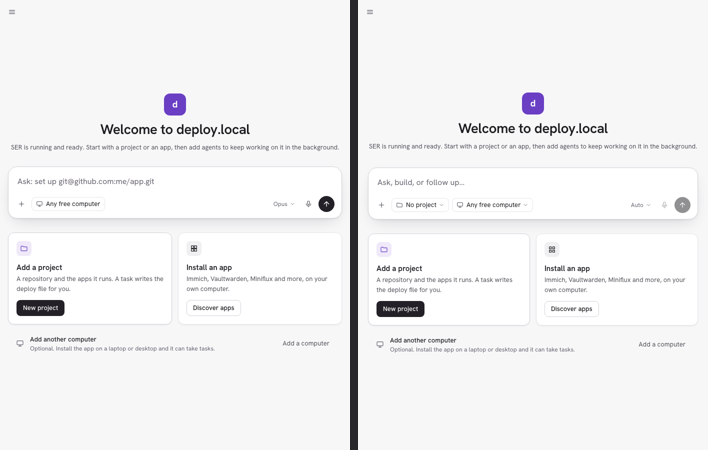 d
Welcome to deploy.local
SER is running and ready. Start with a project or an app, then add agents to keep working on it in the background.
Ask: set up git@github.com:me/app.git
Any free computer
Opus
Add a project
A repository and the apps it runs. A task writes the
deploy file for you.
New project
Install an app
Immich, Vaultwarden, Miniflux and more, on your
own computer.
Discover apps
Add another computer
Optional. Install the app on a laptop or desktop and it can take tasks.
Add a computer
d
Welcome to deploy.local
SER is running and ready. Start with a project or an app, then add agents to keep working on it in the background.
Ask, build, or follow up...
No project
Any free computer
Auto
Add a project
A repository and the apps it runs. A task writes
the deploy file for you.
New project
Install an app
Immich, Vaultwarden, Miniflux and more, on your
own computer.
Discover apps
Add another computer
Optional. Install the app on a laptop or desktop and it can take tasks.
Add a computer